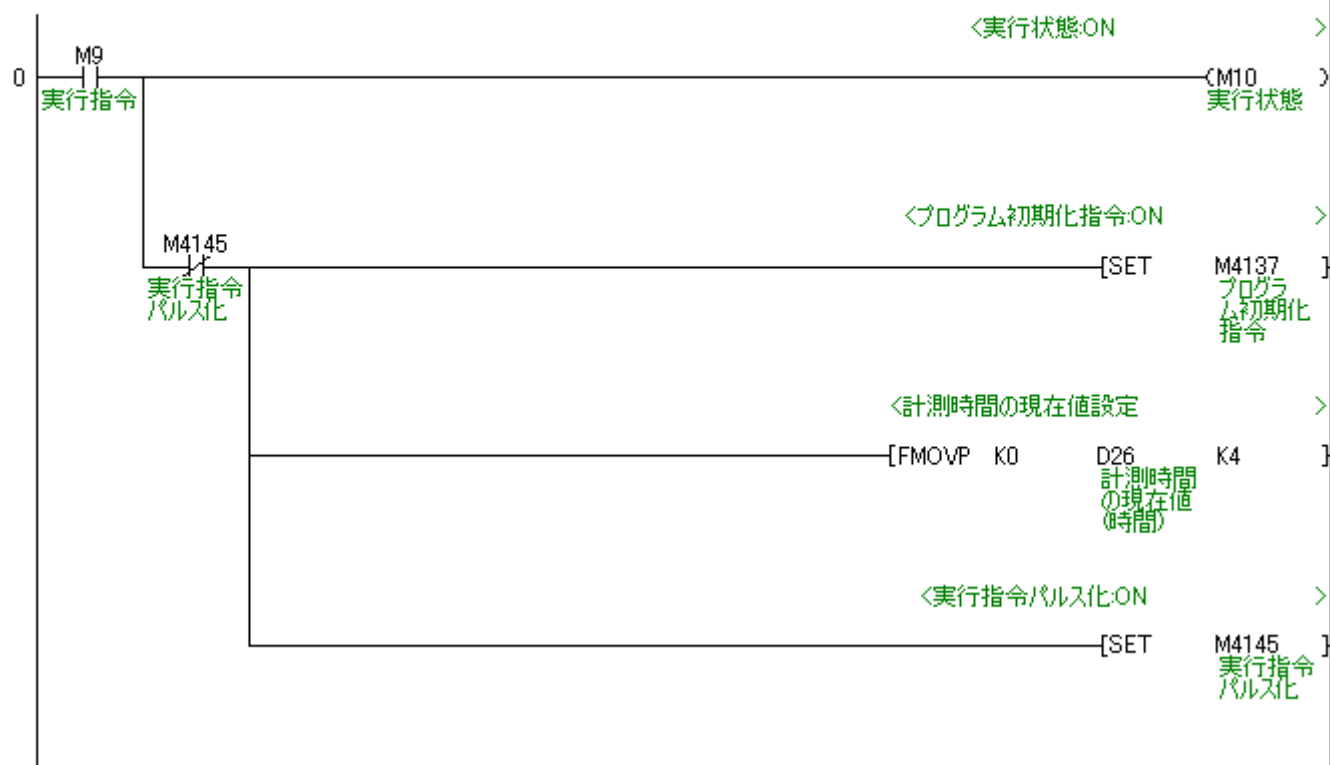 <実行状態:ON >
M9
0 (M10 )
実行指令 実行状態
<プログラム初期化指令:ON >
M4145
[SET M4137 ]
実行指令
パルス化
プログラ
ム初期化
指令
<計測時間の現在値設定 >
[FMOVP K0 D26 K4 ]
計測時間
の現在値
(時間)
<実行指令パルス化:ON >
[SET M4145 ]
実行指令
パルス化